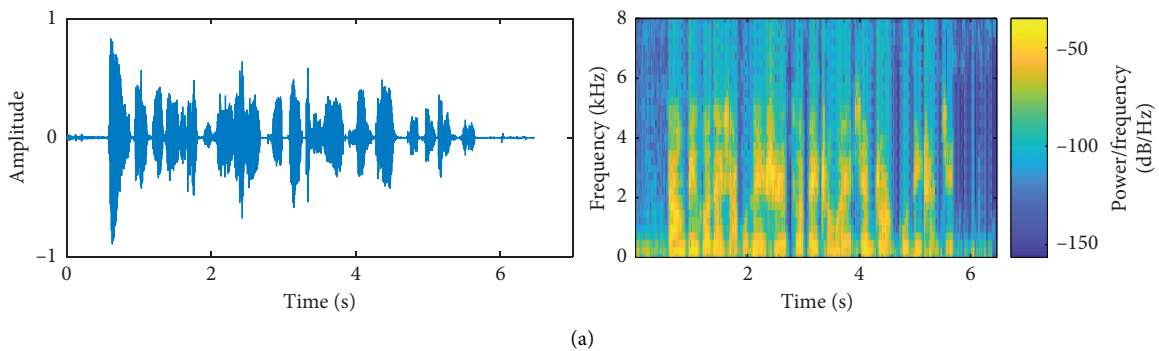 1
0
−1
Amplitude
0
2
4
6
Time (s)
8
6
4
2
0
Frequency (kHz)
2
4
6
Time (s)
−50
−100
−150
Power/frequency
(dB/Hz)
(a)